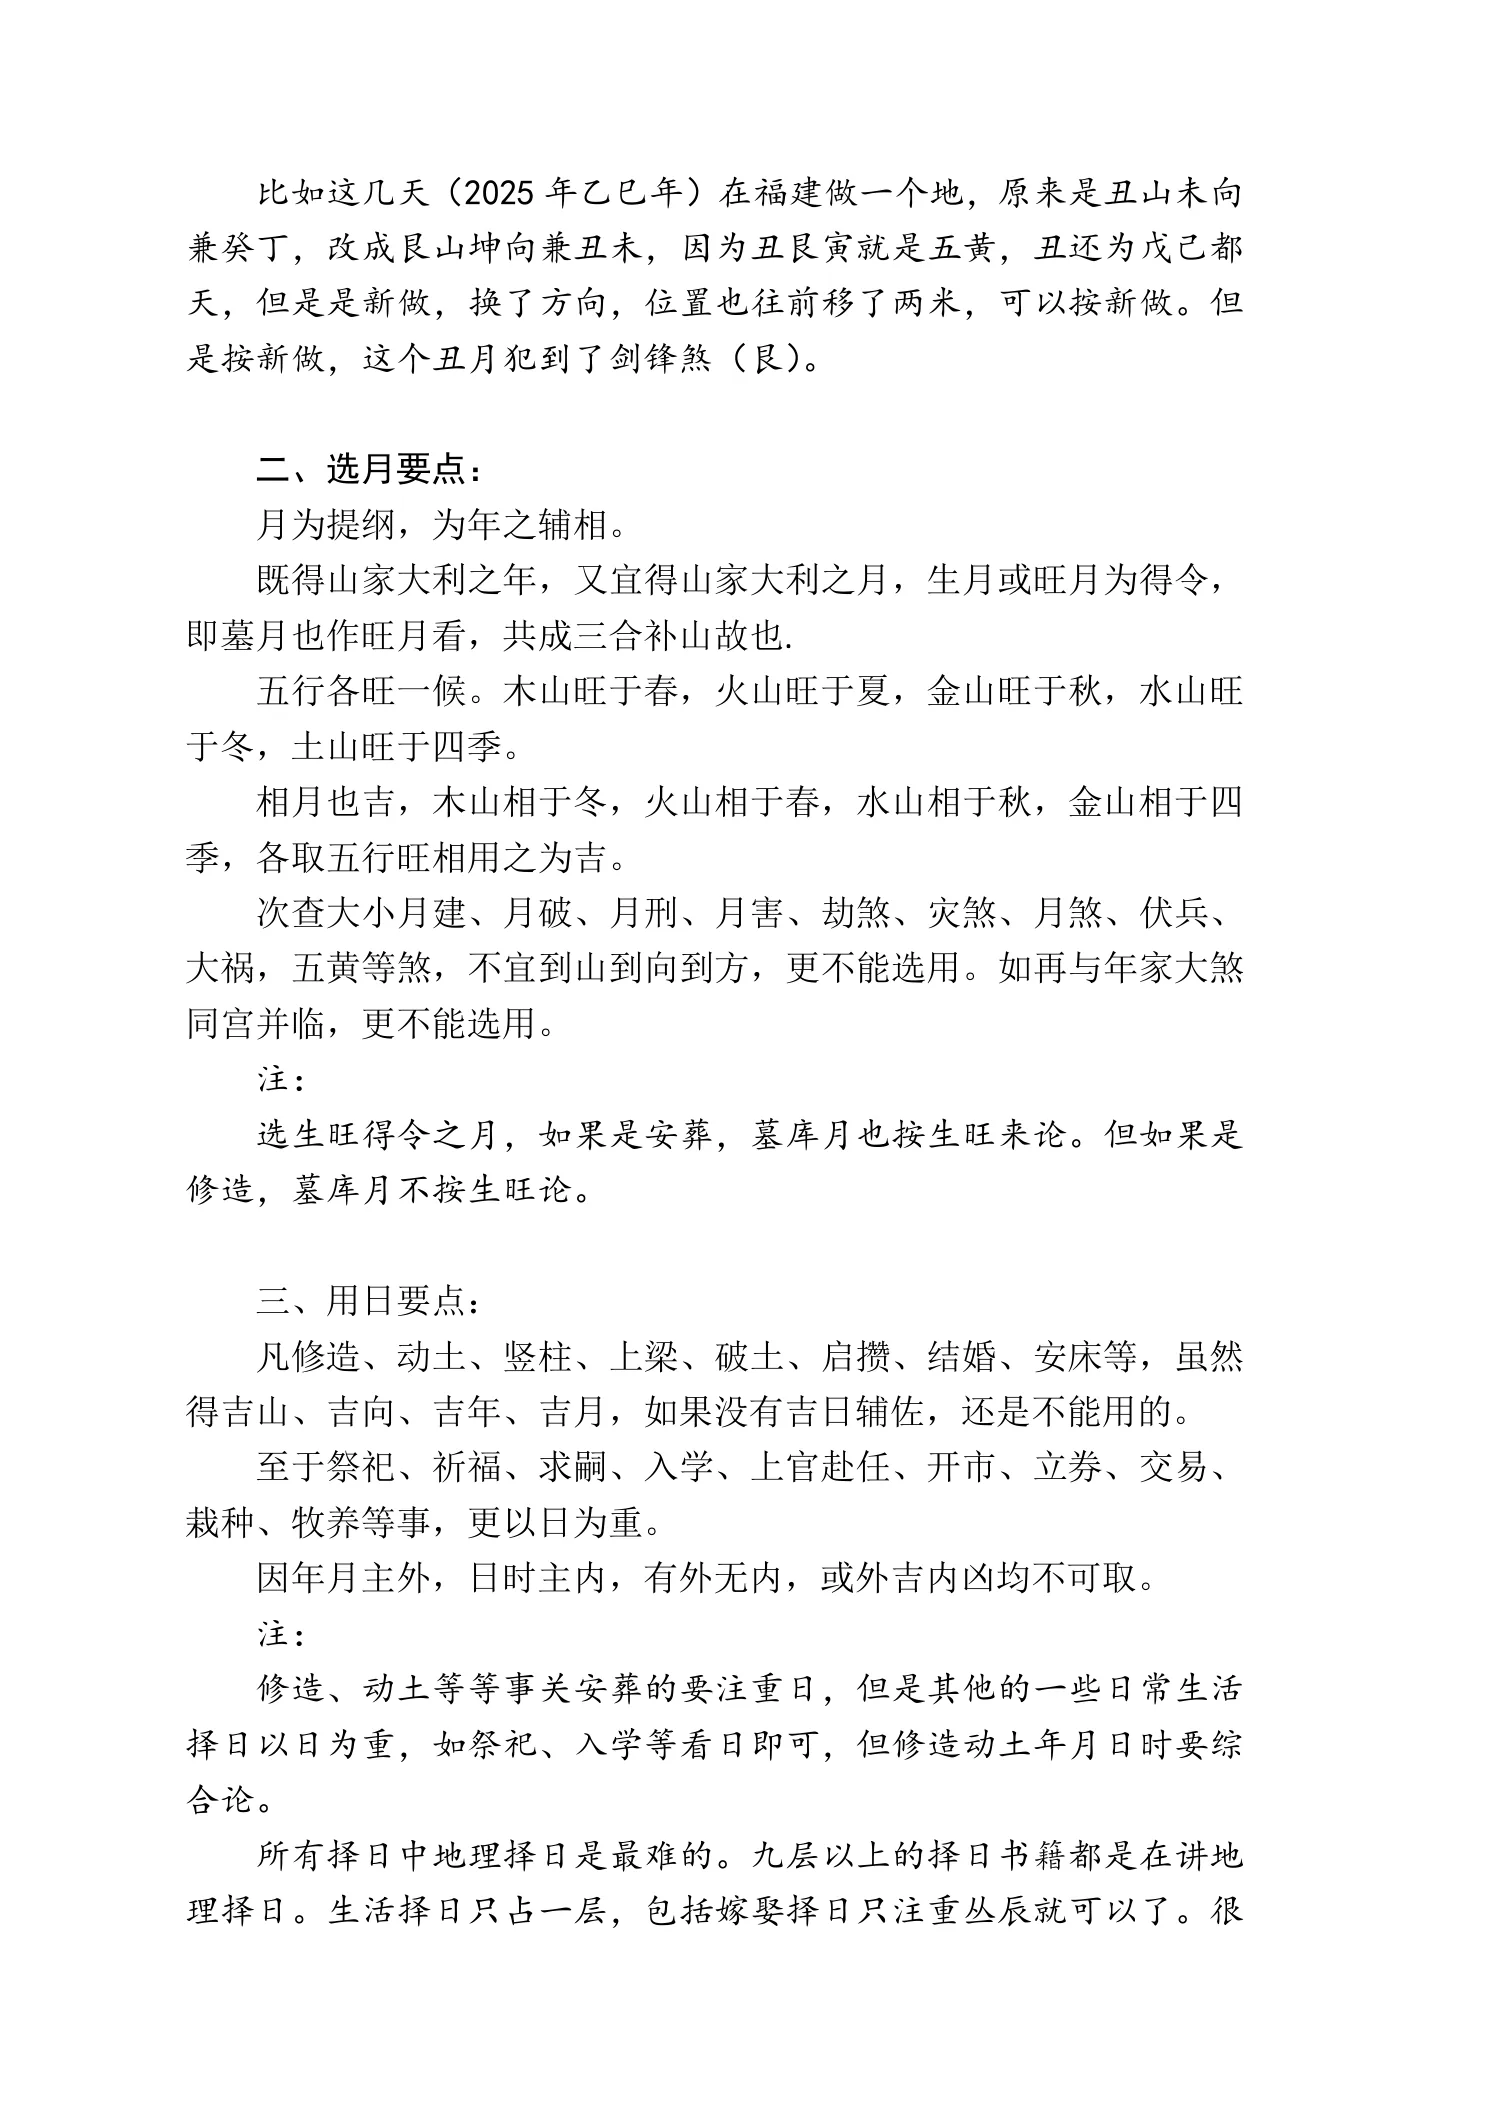 比如这几天（2025 年乙巳年）在福建做一个地，原来是丑山未向
兼癸丁，改成艮山坤向兼丑未，因为丑艮寅就是五黄，丑还为戊己都
天，但是是新做，换了方向，位置也往前移了两米，可以按新做。但
是按新做，这个丑月犯到了剑锋煞（艮）。
二、选月要点：
月为提纲，为年之辅相。
既得山家大利之年，又宜得山家大利之月，生月或旺月为得令，
即墓月也作旺月看，共成三合补山故也.
五行各旺一候。木山旺于春，火山旺于夏，金山旺于秋，水山旺
于冬，土山旺于四季。
相月也吉，木山相于冬，火山相于春，水山相于秋，金山相于四
季，各取五行旺相用之为吉。
次查大小月建、月破、月刑、月害、劫煞、灾煞、月煞、伏兵、
大祸，五黄等煞，不宜到山到向到方，更不能选用。如再与年家大煞
同宫并临，更不能选用。
注：
选生旺得令之月，如果是安葬，墓库月也按生旺来论。但如果是
修造，墓库月不按生旺论。
三、用日要点：
凡修造、动土、竖柱、上梁、破土、启攒、结婚、安床等，虽然
得吉山、吉向、吉年、吉月，如果没有吉日辅佐，还是不能用的。
至于祭祀、祈福、求嗣、入学、上官赴任、开市、立券、交易、
栽种、牧养等事，更以日为重。
因年月主外，日时主内，有外无内，或外吉内凶均不可取。
注：
修造、动土等等事关安葬的要注重日，但是其他的一些日常生活
择日以日为重，如祭祀、入学等看日即可，但修造动土年月日时要综
合论。
所有择日中地理择日是最难的。九层以上的择日书籍都是在讲地
理择日。生活择日只占一层，包括嫁娶择日只注重丛辰就可以了。很